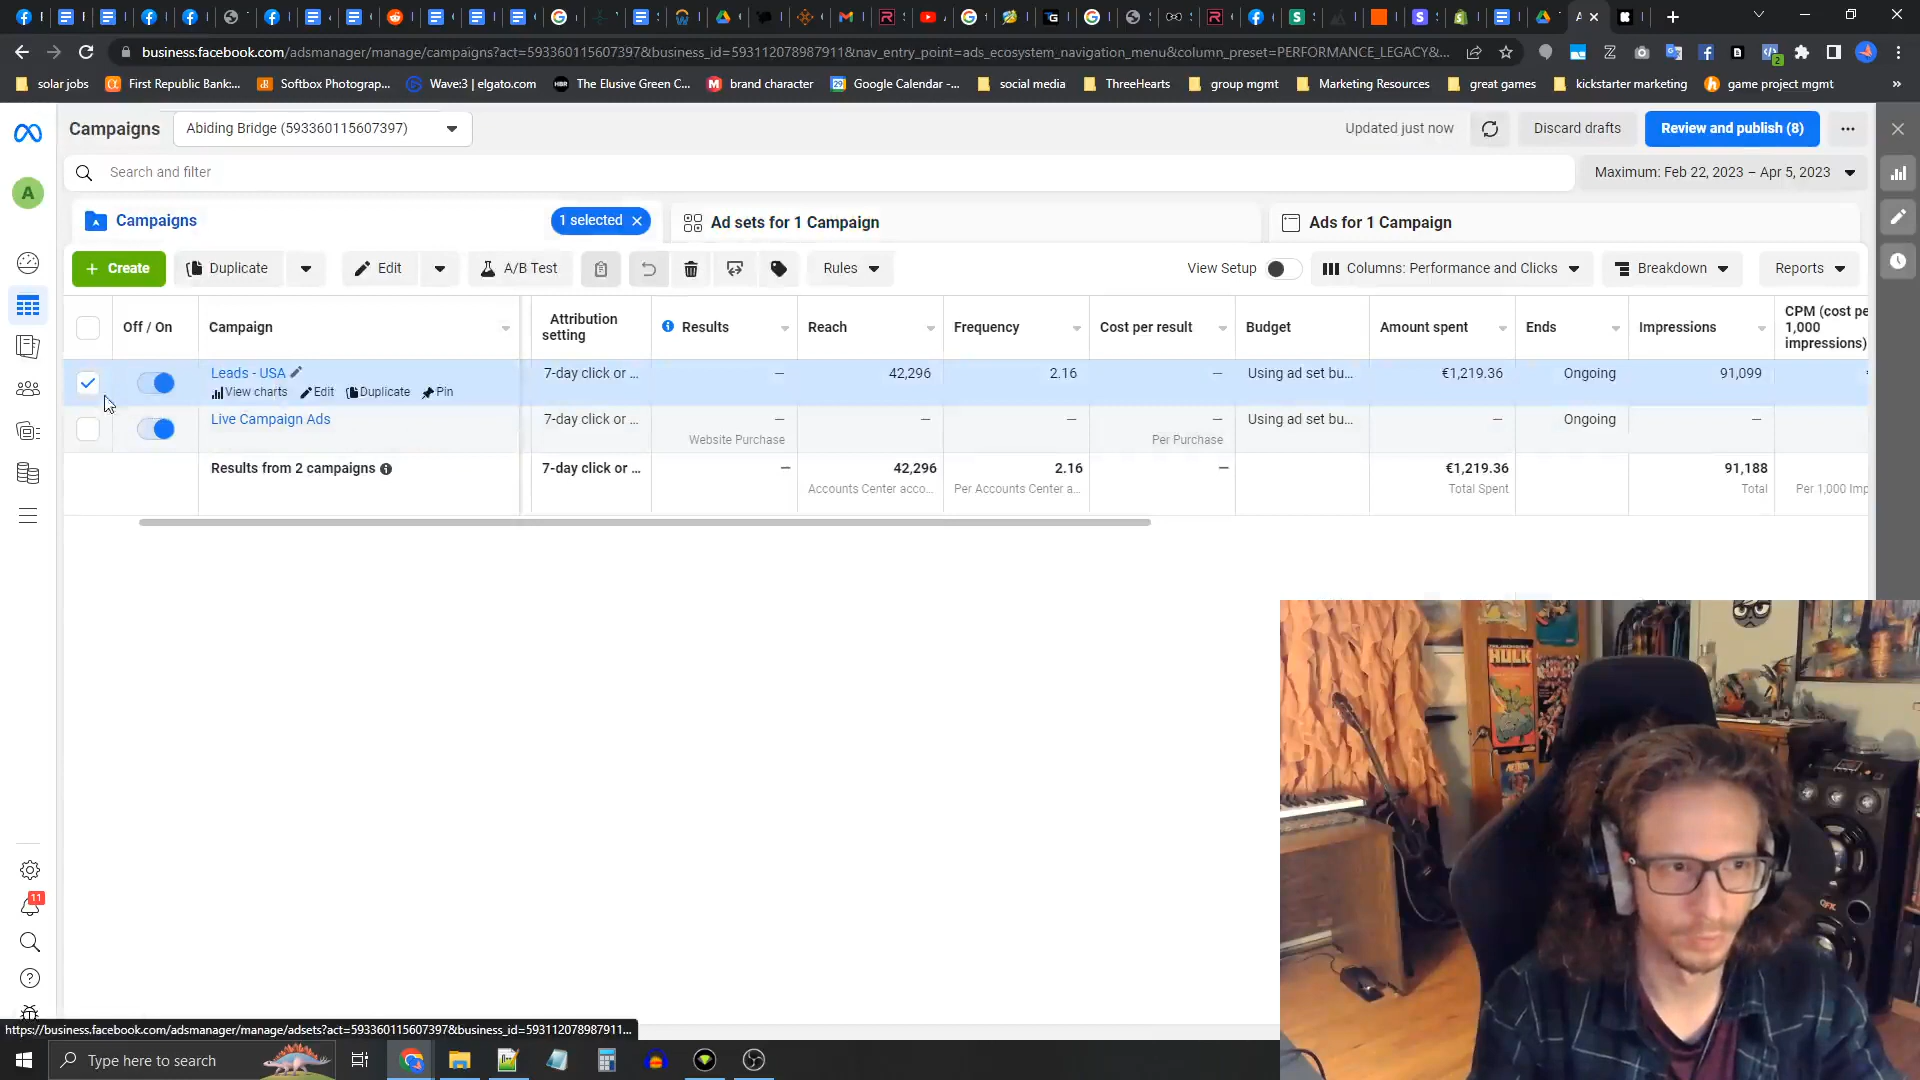 business.facebook.com/adsmanager/manage/campaigns?act=593360115607397&business_id=593112078987911&nav_entry_point=ads_ecosystem_navigation_menu&column_preset=PERFORMANCE_LEGACY&...
solar jobs
First Republic Bank:...
Softbox Photograp...
Wave:3 | elgato.com
The Elusive Green C...
brand character
Google Calendar -...
social media
ThreeHearts
group mgmt
Marketing Resources
great games
kickstarter marketing
game project mgmt
Campaigns
Abiding Bridge (593360115607397)
Updated just now
Discard drafts
Review and publish (8)
A
Search and filter
Maximum: Feb 22, 2023 – Apr 5, 2023
Campaigns
1 selected
Ad sets for 1 Campaign
Ads for 1 Campaign
+ Create
Duplicate
Edit
A/B Test
Rules
View Setup
Columns: Performance and Clicks
Breakdown
Reports
Off / On
Campaign
Attribution setting
Results
Reach
Frequency
Cost per result
Budget
Amount spent
Ends
Impressions
CPM (cost pe
1,000
impressions)
Leads - USA
View charts
Edit
Duplicate
Pin
7-day click or ...
—
42,296
2.16
—
Using ad set bu...
€1,219.36
Ongoing
91,099
Live Campaign Ads
7-day click or ...
—
Website Purchase
—
—
—
Per Purchase
Using ad set bu...
—
Ongoing
—
Results from 2 campaigns
7-day click or ...
—
42,296
Accounts Center acco...
2.16
Per Accounts Center a...
—
€1,219.36
Total Spent
91,188
Total
Per 1,000 Imp
11
https://business.facebook.com/adsmanager/manage/adsets?act=593360115607397&business_id=593112078987911...
Type here to search
HULK